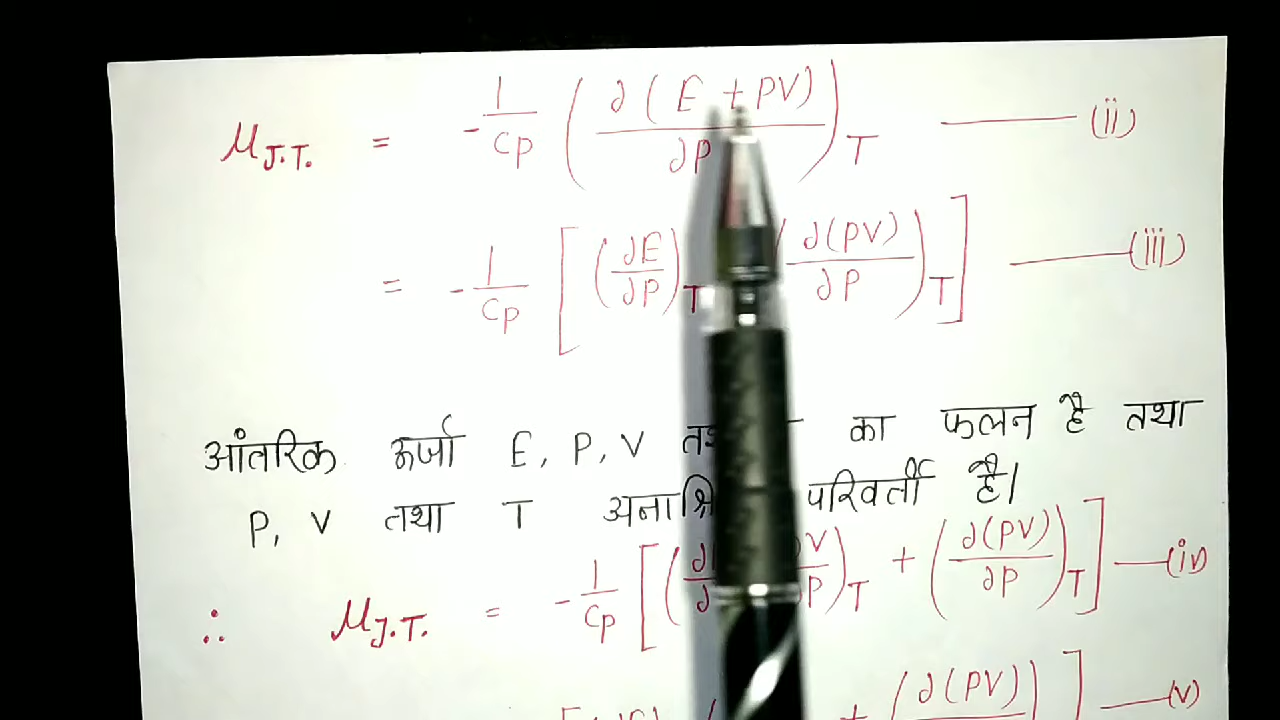 μJ.T. = - 1/CP ( ∂(E + PV)/∂P )T —— (ii)
= - 1/CP [ (∂E/∂P)T ( ∂(PV)/∂P )T ] —— (iii)
आंतरिक ऊर्जा E, P, V का फलन है तथा
P, V तथा T परिवर्ती है।
∴ μJ.T. = - 1/CP [ ( )T + ( ∂(PV)/∂P )T ] —— (iv)
+ ( ∂(PV) ) ] —— (v)